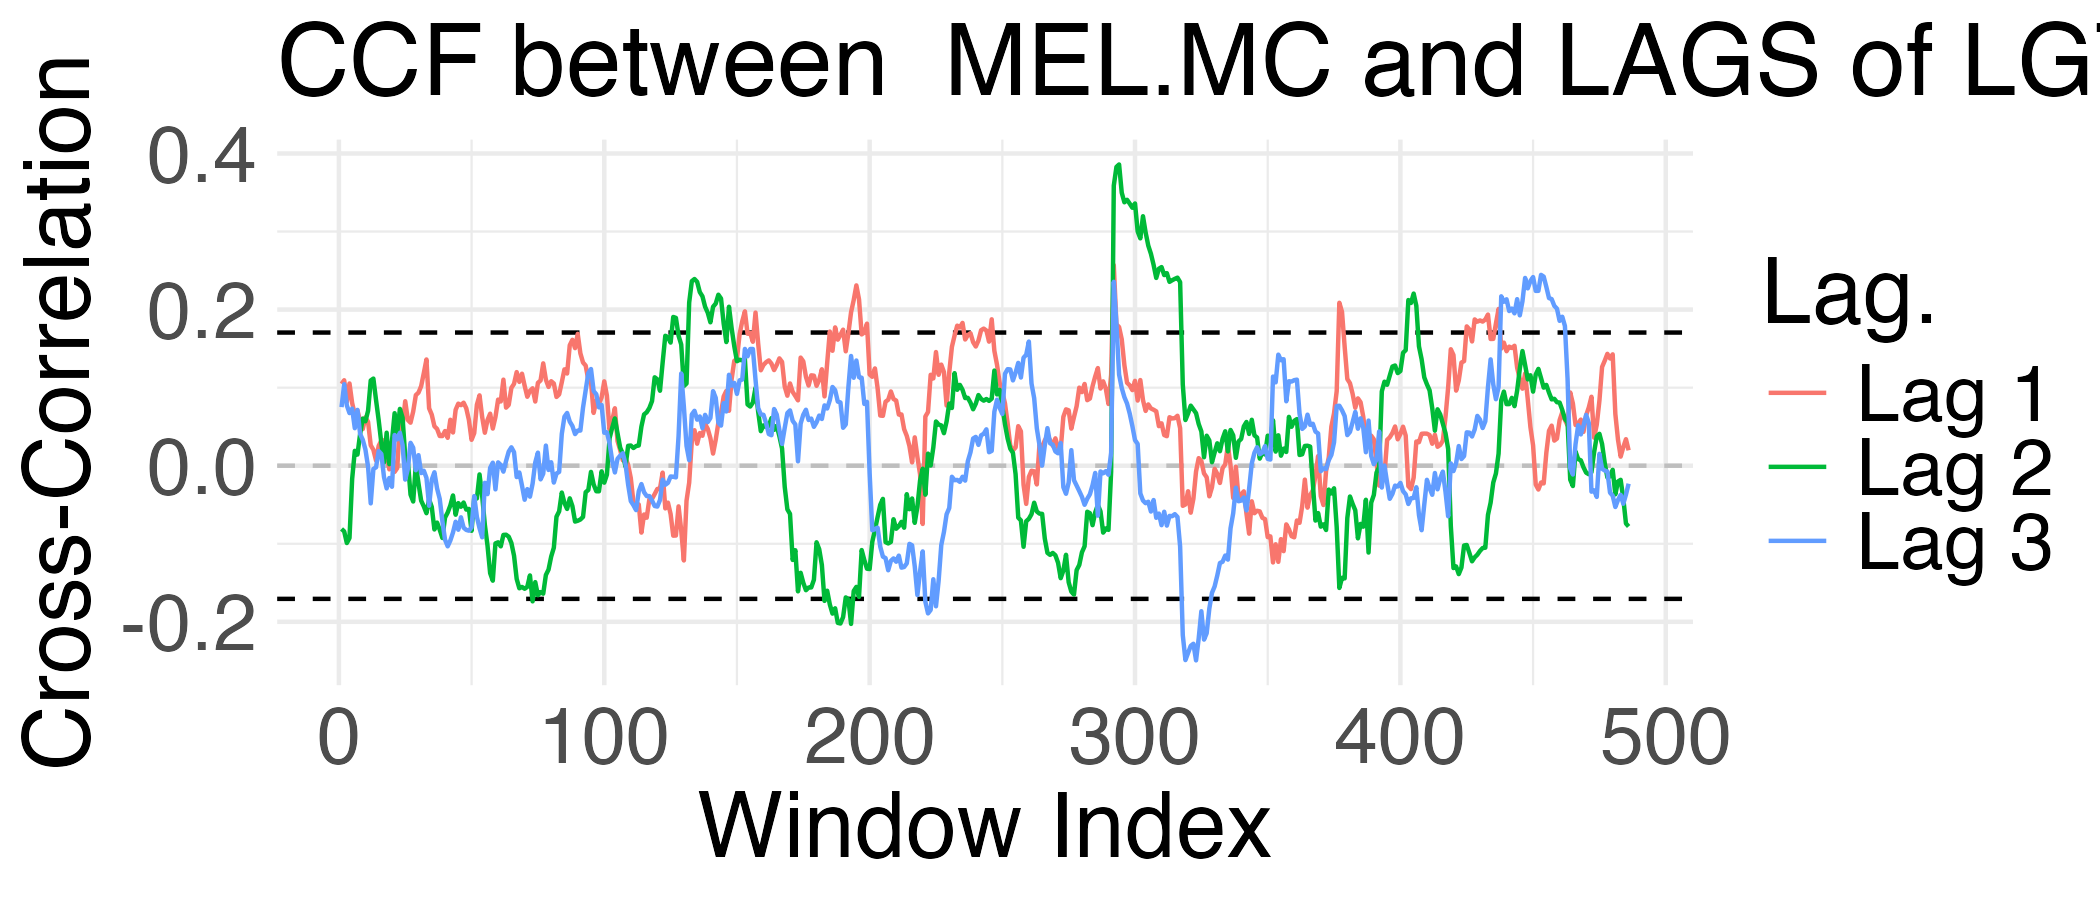 CCF between MEL.MC and LAGS of LG
Cross-Correlation
0.4
0.2
0.0
-0.2
0
100
200
300
400
500
Window Index
Lag.
Lag 1
Lag 2
Lag 3